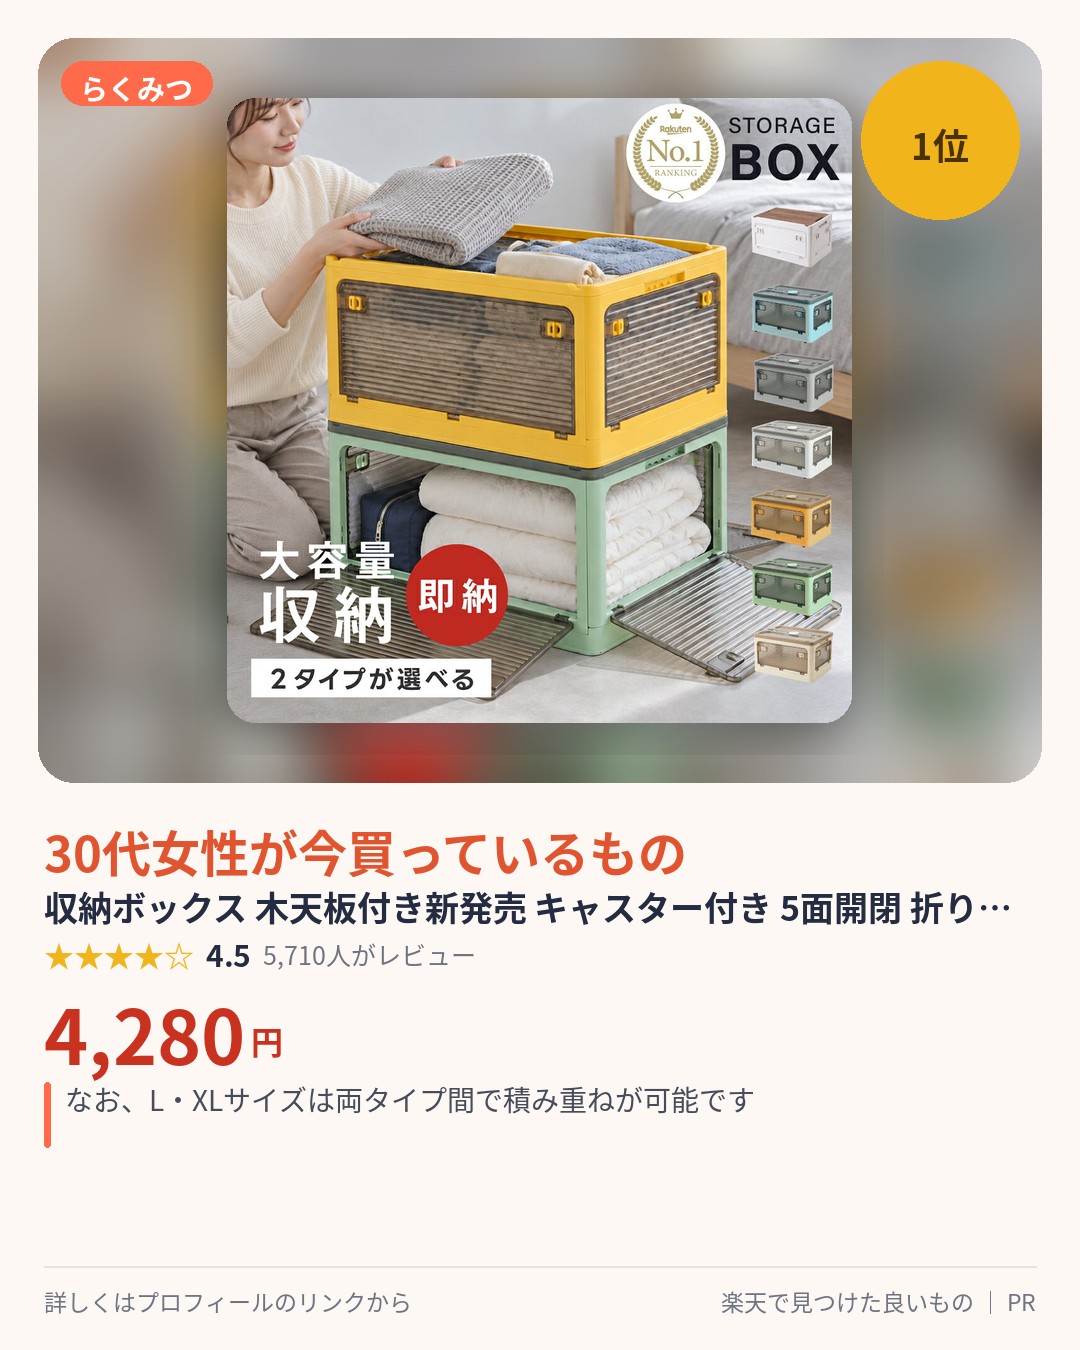 らくみつ
1位
Rakuten
No.1
RANKING
STORAGE
BOX
大容量
収納
即納
2タイプが選べる
30代女性が今買っているもの
収納ボックス 木天板付き新発売 キャスター付き 5面開閉 折り…
★★★★☆ 4.5 5,710人がレビュー
4,280円
なお、L・XLサイズは両タイプ間で積み重ねが可能です
詳しくはプロフィールのリンクから
楽天で見つけた良いもの｜PR